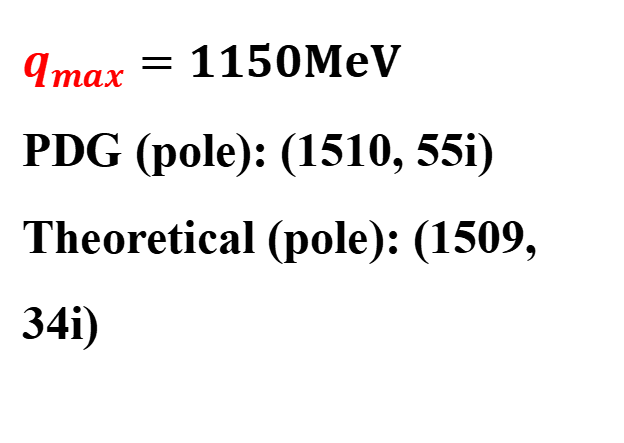 q_max = 1150MeV
PDG (pole): (1510, 55i)
Theoretical (pole): (1509,
34i)